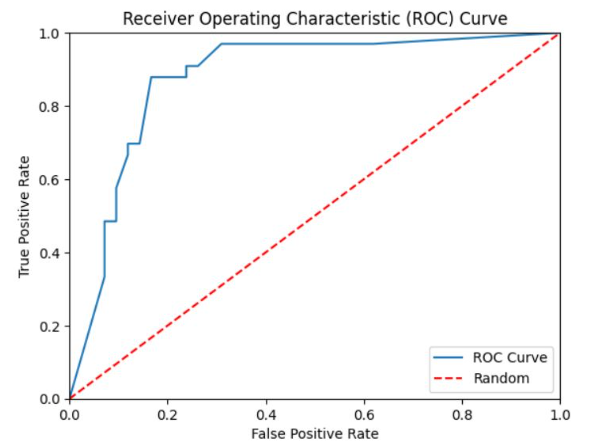 Receiver Operating Characteristic (ROC) Curve
1.0
0.8
0.6
0.4
0.2
0.0
True Positive Rate
0.0 0.2 0.4 0.6 0.8 1.0
False Positive Rate
ROC Curve
Random